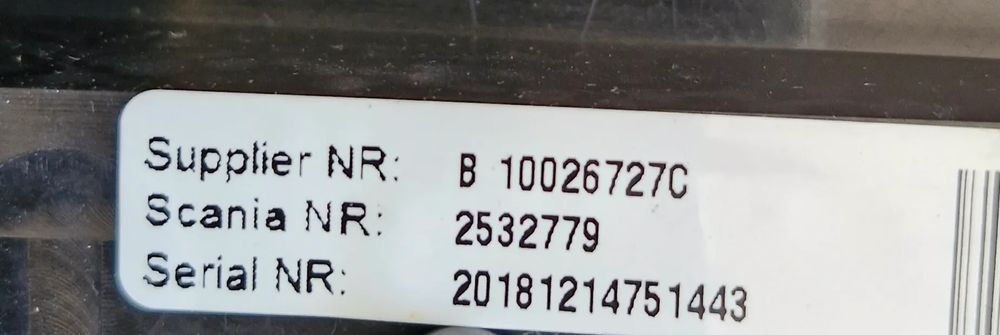 Supplier NR: B 10026727C
Scania NR: 2532779
Serial NR: 20181214751443